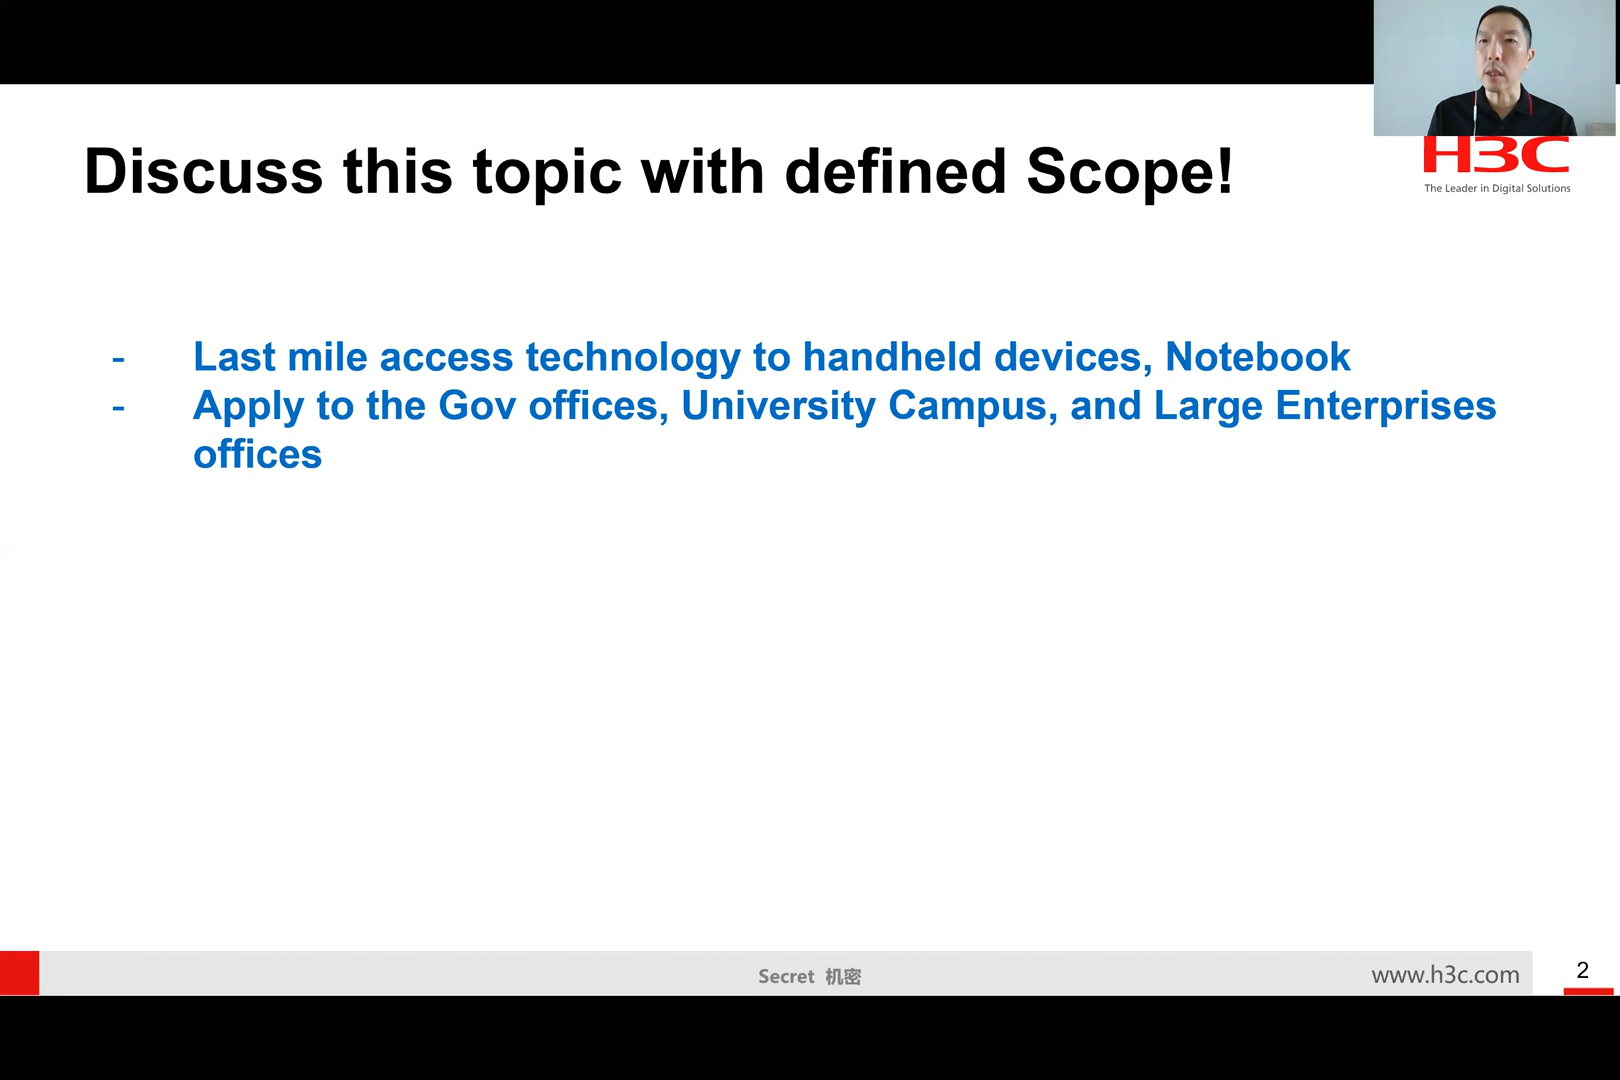 Discuss this topic with defined Scope!
H3C
The Leader in Digital Solutions
- Last mile access technology to handheld devices, Notebook
- Apply to the Gov offices, University Campus, and Large Enterprises
offices
Secret 机密
www.h3c.com
2